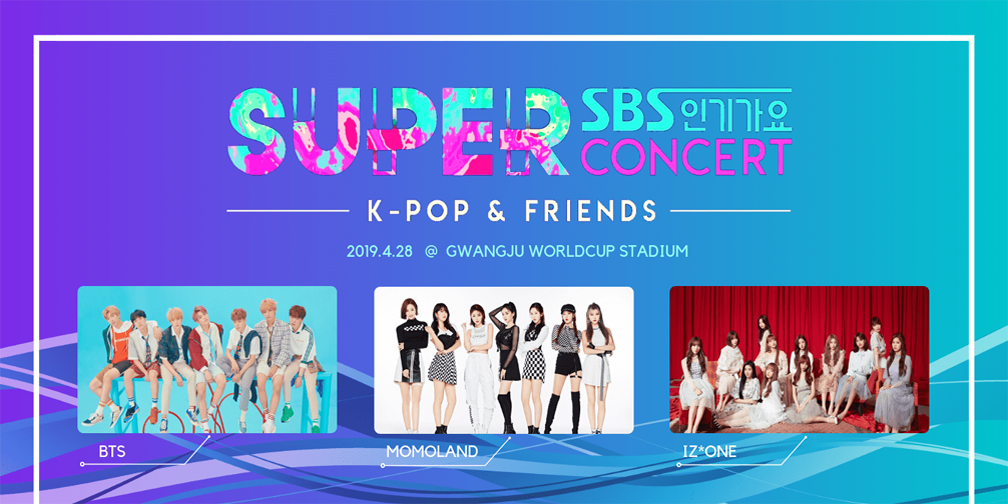 SUPER SBS 인기가요
CONCERT
K-POP & FRIENDS
2019.4.28 @ GWANGJU WORLDCUP STADIUM
BTS
MOMOLAND
IZ*ONE